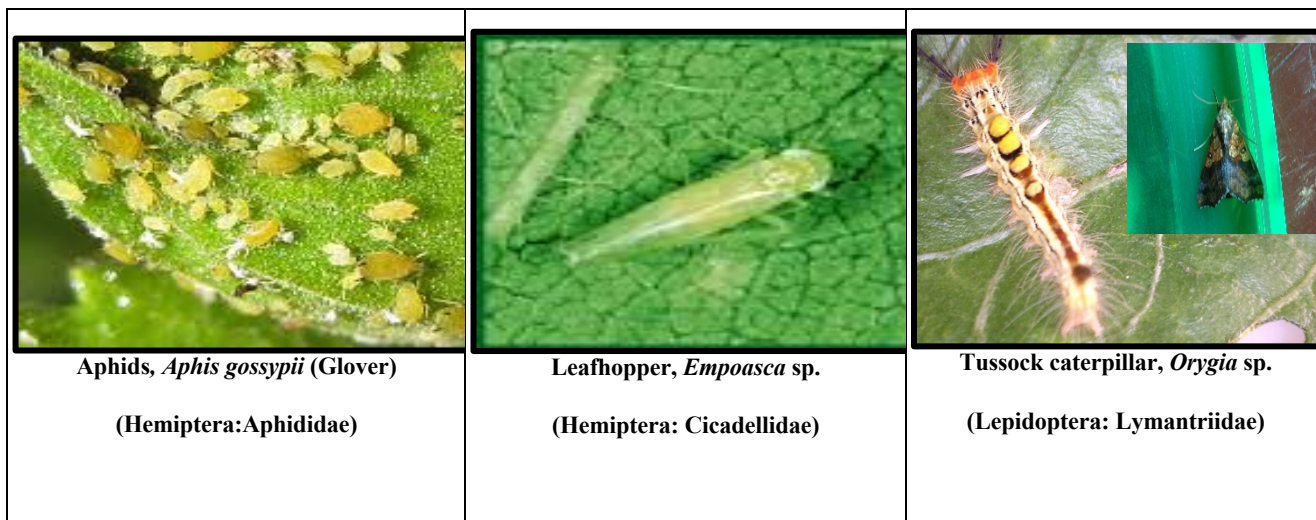 Aphids, Aphis gossypii (Glover)
(Hemiptera:Aphididae)
Leafhopper, Empoasca sp.
(Hemiptera: Cicadellidae)
Tussock caterpillar, Orygia sp.
(Lepidoptera: Lymantriidae)